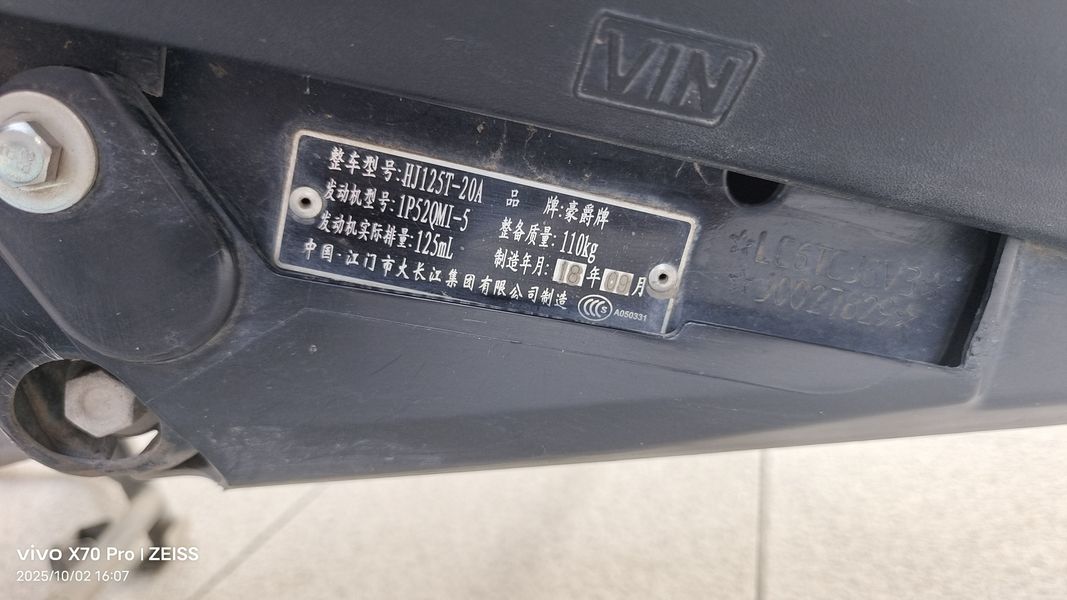 VIN
整车型号:HJ125T-20A 品 牌:豪爵牌
发动机型号:1P52QMI-5 整备质量:110kg
发动机实际排量:125mL 制造年月:18年09月
中国·江门市大长江集团有限公司制造 CCC S A050331
vivo X70 Pro | ZEISS
2025/10/02 16:07